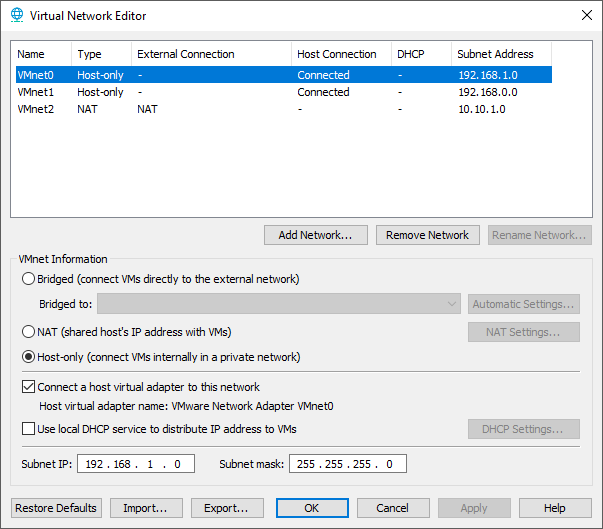 Virtual Network Editor
Name Type External Connection Host Connection DHCP Subnet Address
VMnet0 Host-only - Connected - 192.168.1.0
VMnet1 Host-only - Connected - 192.168.0.0
VMnet2 NAT NAT - - 10.10.1.0
Add Network... Remove Network Rename Network...
VMnet Information
Bridged (connect VMs directly to the external network)
Bridged to: Automatic Settings...
NAT (shared host's IP address with VMs) NAT Settings...
Host-only (connect VMs internally in a private network)
Connect a host virtual adapter to this network
Host virtual adapter name: VMware Network Adapter VMnet0
Use local DHCP service to distribute IP address to VMs DHCP Settings...
Subnet IP: 192 . 168 . 1 . 0 Subnet mask: 255 . 255 . 255 . 0
Restore Defaults Import... Export... OK Cancel Apply Help